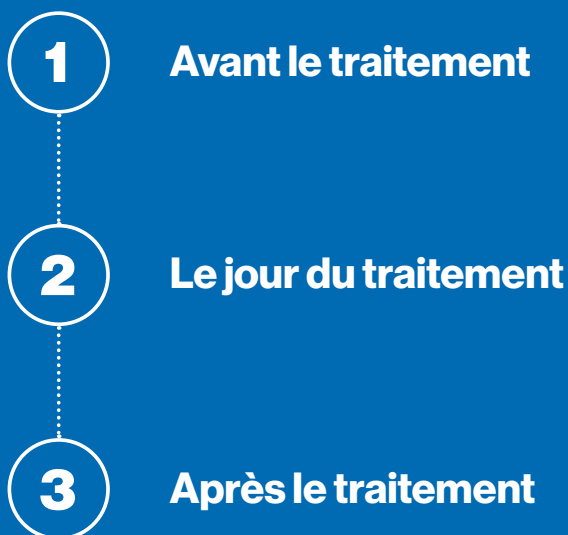 1 Avant le traitement
2 Le jour du traitement
3 Après le traitement